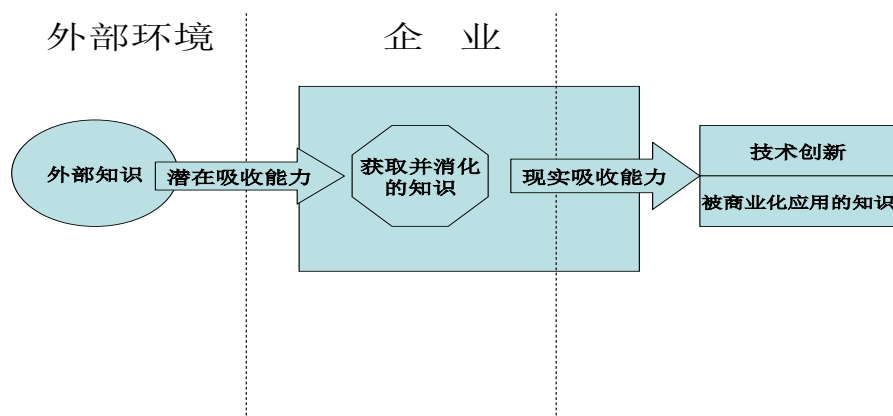 外部环境
企 业
外部知识
潜在吸收能力
获取并消化
的知识
现实吸收能力
技术创新
被商业化应用的知识